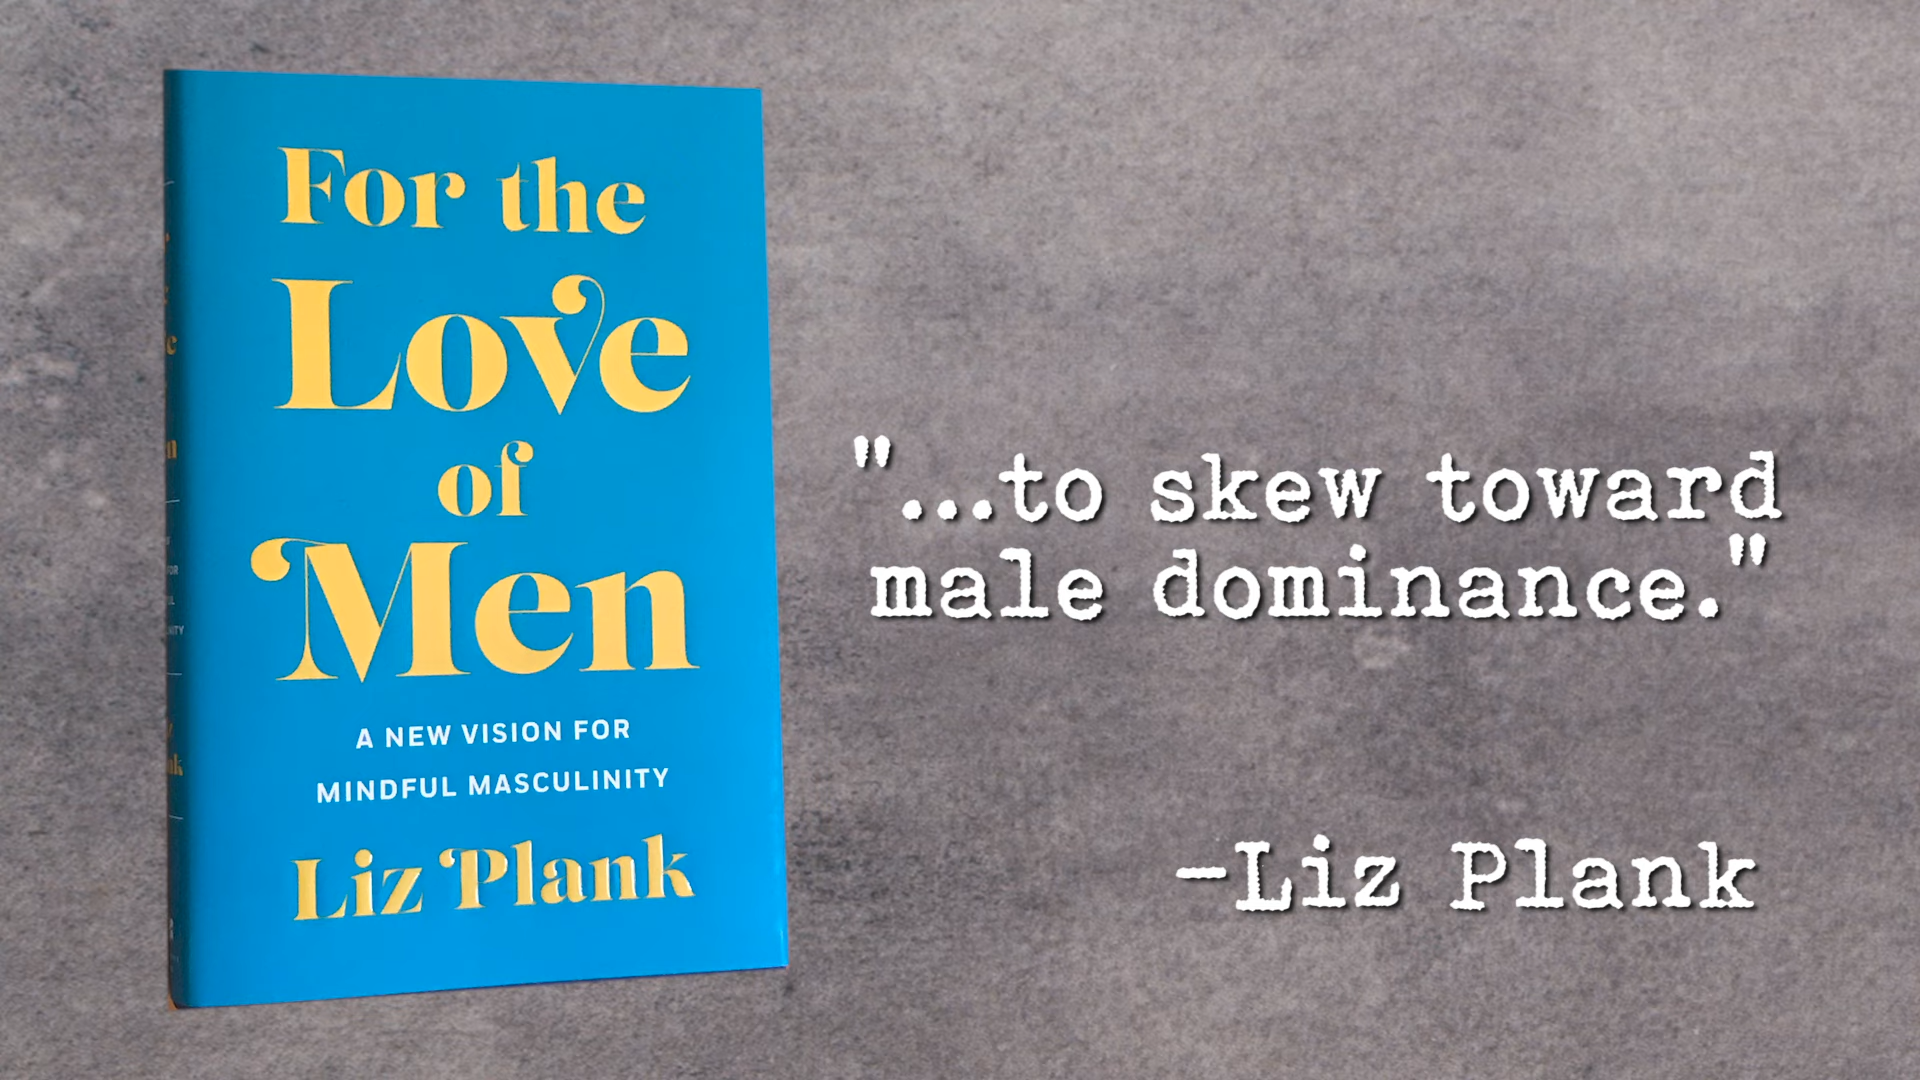 For the
Love
of
Men
A NEW VISION FOR
MINDFUL MASCULINITY
Liz Plank
"...to skew toward
male dominance."
-Liz Plank